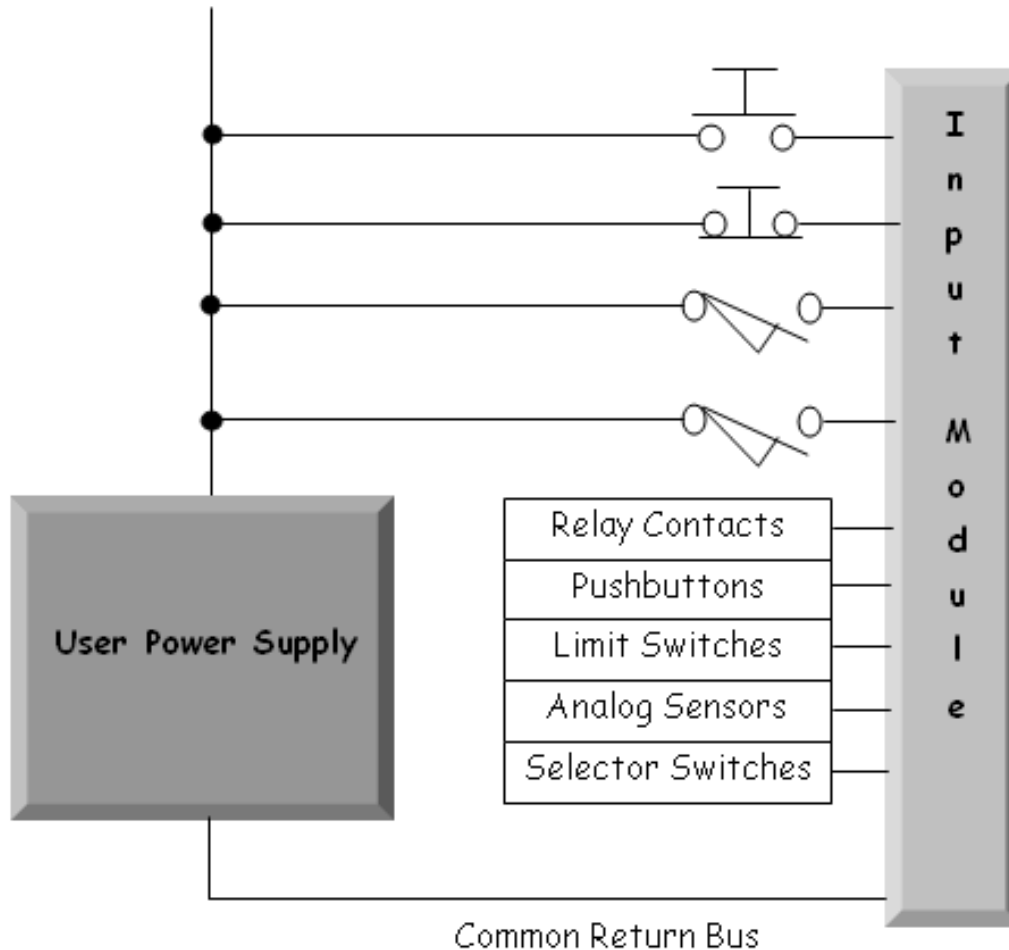 Input Module
Relay Contacts
Pushbuttons
Limit Switches
Analog Sensors
Selector Switches
User Power Supply
Common Return Bus